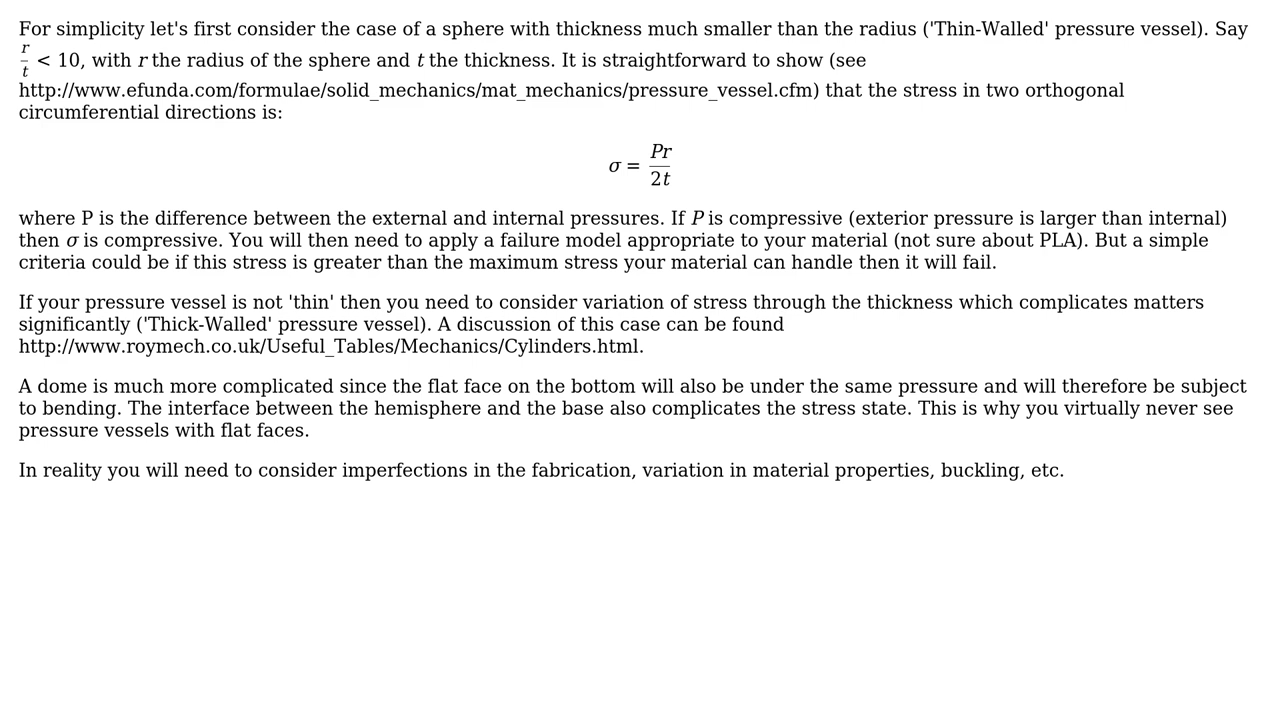 For simplicity let's first consider the case of a sphere with thickness much smaller than the radius ('Thin-Walled' pressure vessel). Say
r/t < 10, with r the radius of the sphere and t the thickness. It is straightforward to show (see
http://www.efunda.com/formulae/solid_mechanics/mat_mechanics/pressure_vessel.cfm) that the stress in two orthogonal
circumferential directions is:
σ = Pr/2t
where P is the difference between the external and internal pressures. If P is compressive (exterior pressure is larger than internal)
then σ is compressive. You will then need to apply a failure model appropriate to your material (not sure about PLA). But a simple
criteria could be if this stress is greater than the maximum stress your material can handle then it will fail.
If your pressure vessel is not 'thin' then you need to consider variation of stress through the thickness which complicates matters
significantly ('Thick-Walled' pressure vessel). A discussion of this case can be found
http://www.roymech.co.uk/Useful_Tables/Mechanics/Cylinders.html.
A dome is much more complicated since the flat face on the bottom will also be under the same pressure and will therefore be subject
to bending. The interface between the hemisphere and the base also complicates the stress state. This is why you virtually never see
pressure vessels with flat faces.
In reality you will need to consider imperfections in the fabrication, variation in material properties, buckling, etc.